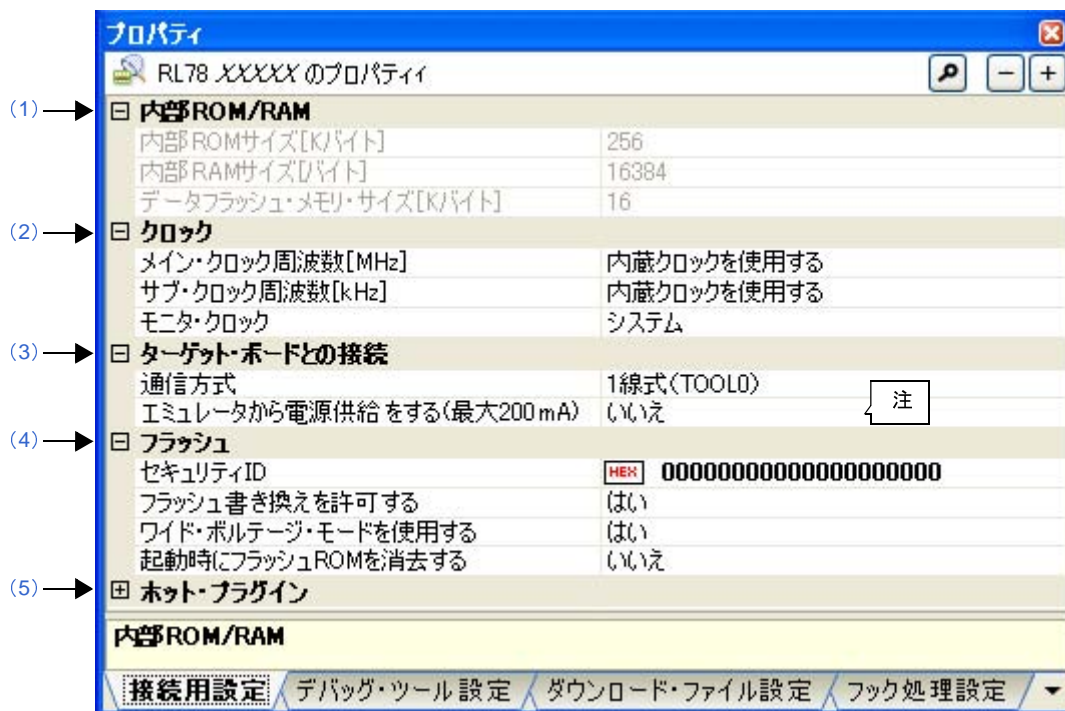 プロパティ
RL78 XXXXX のプロパティィ
(1) 内部ROM/RAM
内部ROMサイズ[Kバイト] 256
内部RAMサイズ[バイト] 16384
データフラッシュ・メモリ・サイズ[Kバイト] 16
(2) クロック
メイン・クロック周波数[MHz] 内蔵クロックを使用する
サブ・クロック周波数[kHz] 内蔵クロックを使用する
モニタ・クロック システム
(3) ターゲット・ボードとの接続
通信方式 1線式(TOOL0)
エミュレータから電源供給をする(最大200mA) いいえ 注
(4) フラッシュ
セキュリティID HEX 00000000000000000000
フラッシュ書き換えを許可する はい
ワイド・ボルテージ・モードを使用する はい
起動時にフラッシュROMを消去する いいえ
(5) ホット・プラグイン
内部ROM/RAM
接続用設定 デバッグ・ツール設定 ダウンロード・ファイル設定 フック処理設定